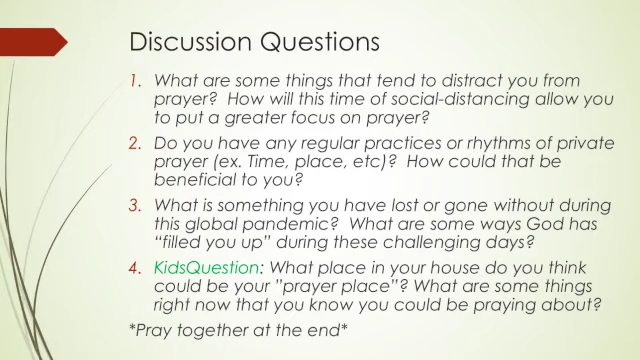 Discussion Questions
1. What are some things that tend to distract you from
prayer? How will this time of social-distancing allow you
to put a greater focus on prayer?
2. Do you have any regular practices or rhythms of private
prayer (ex. Time, place, etc)? How could that be
beneficial to you?
3. What is something you have lost or gone without during
this global pandemic? What are some ways God has
“filled you up” during these challenging days?
4. KidsQuestion: What place in your house do you think
could be your ”prayer place”? What are some things
right now that you know you could be praying about?
*Pray together at the end*